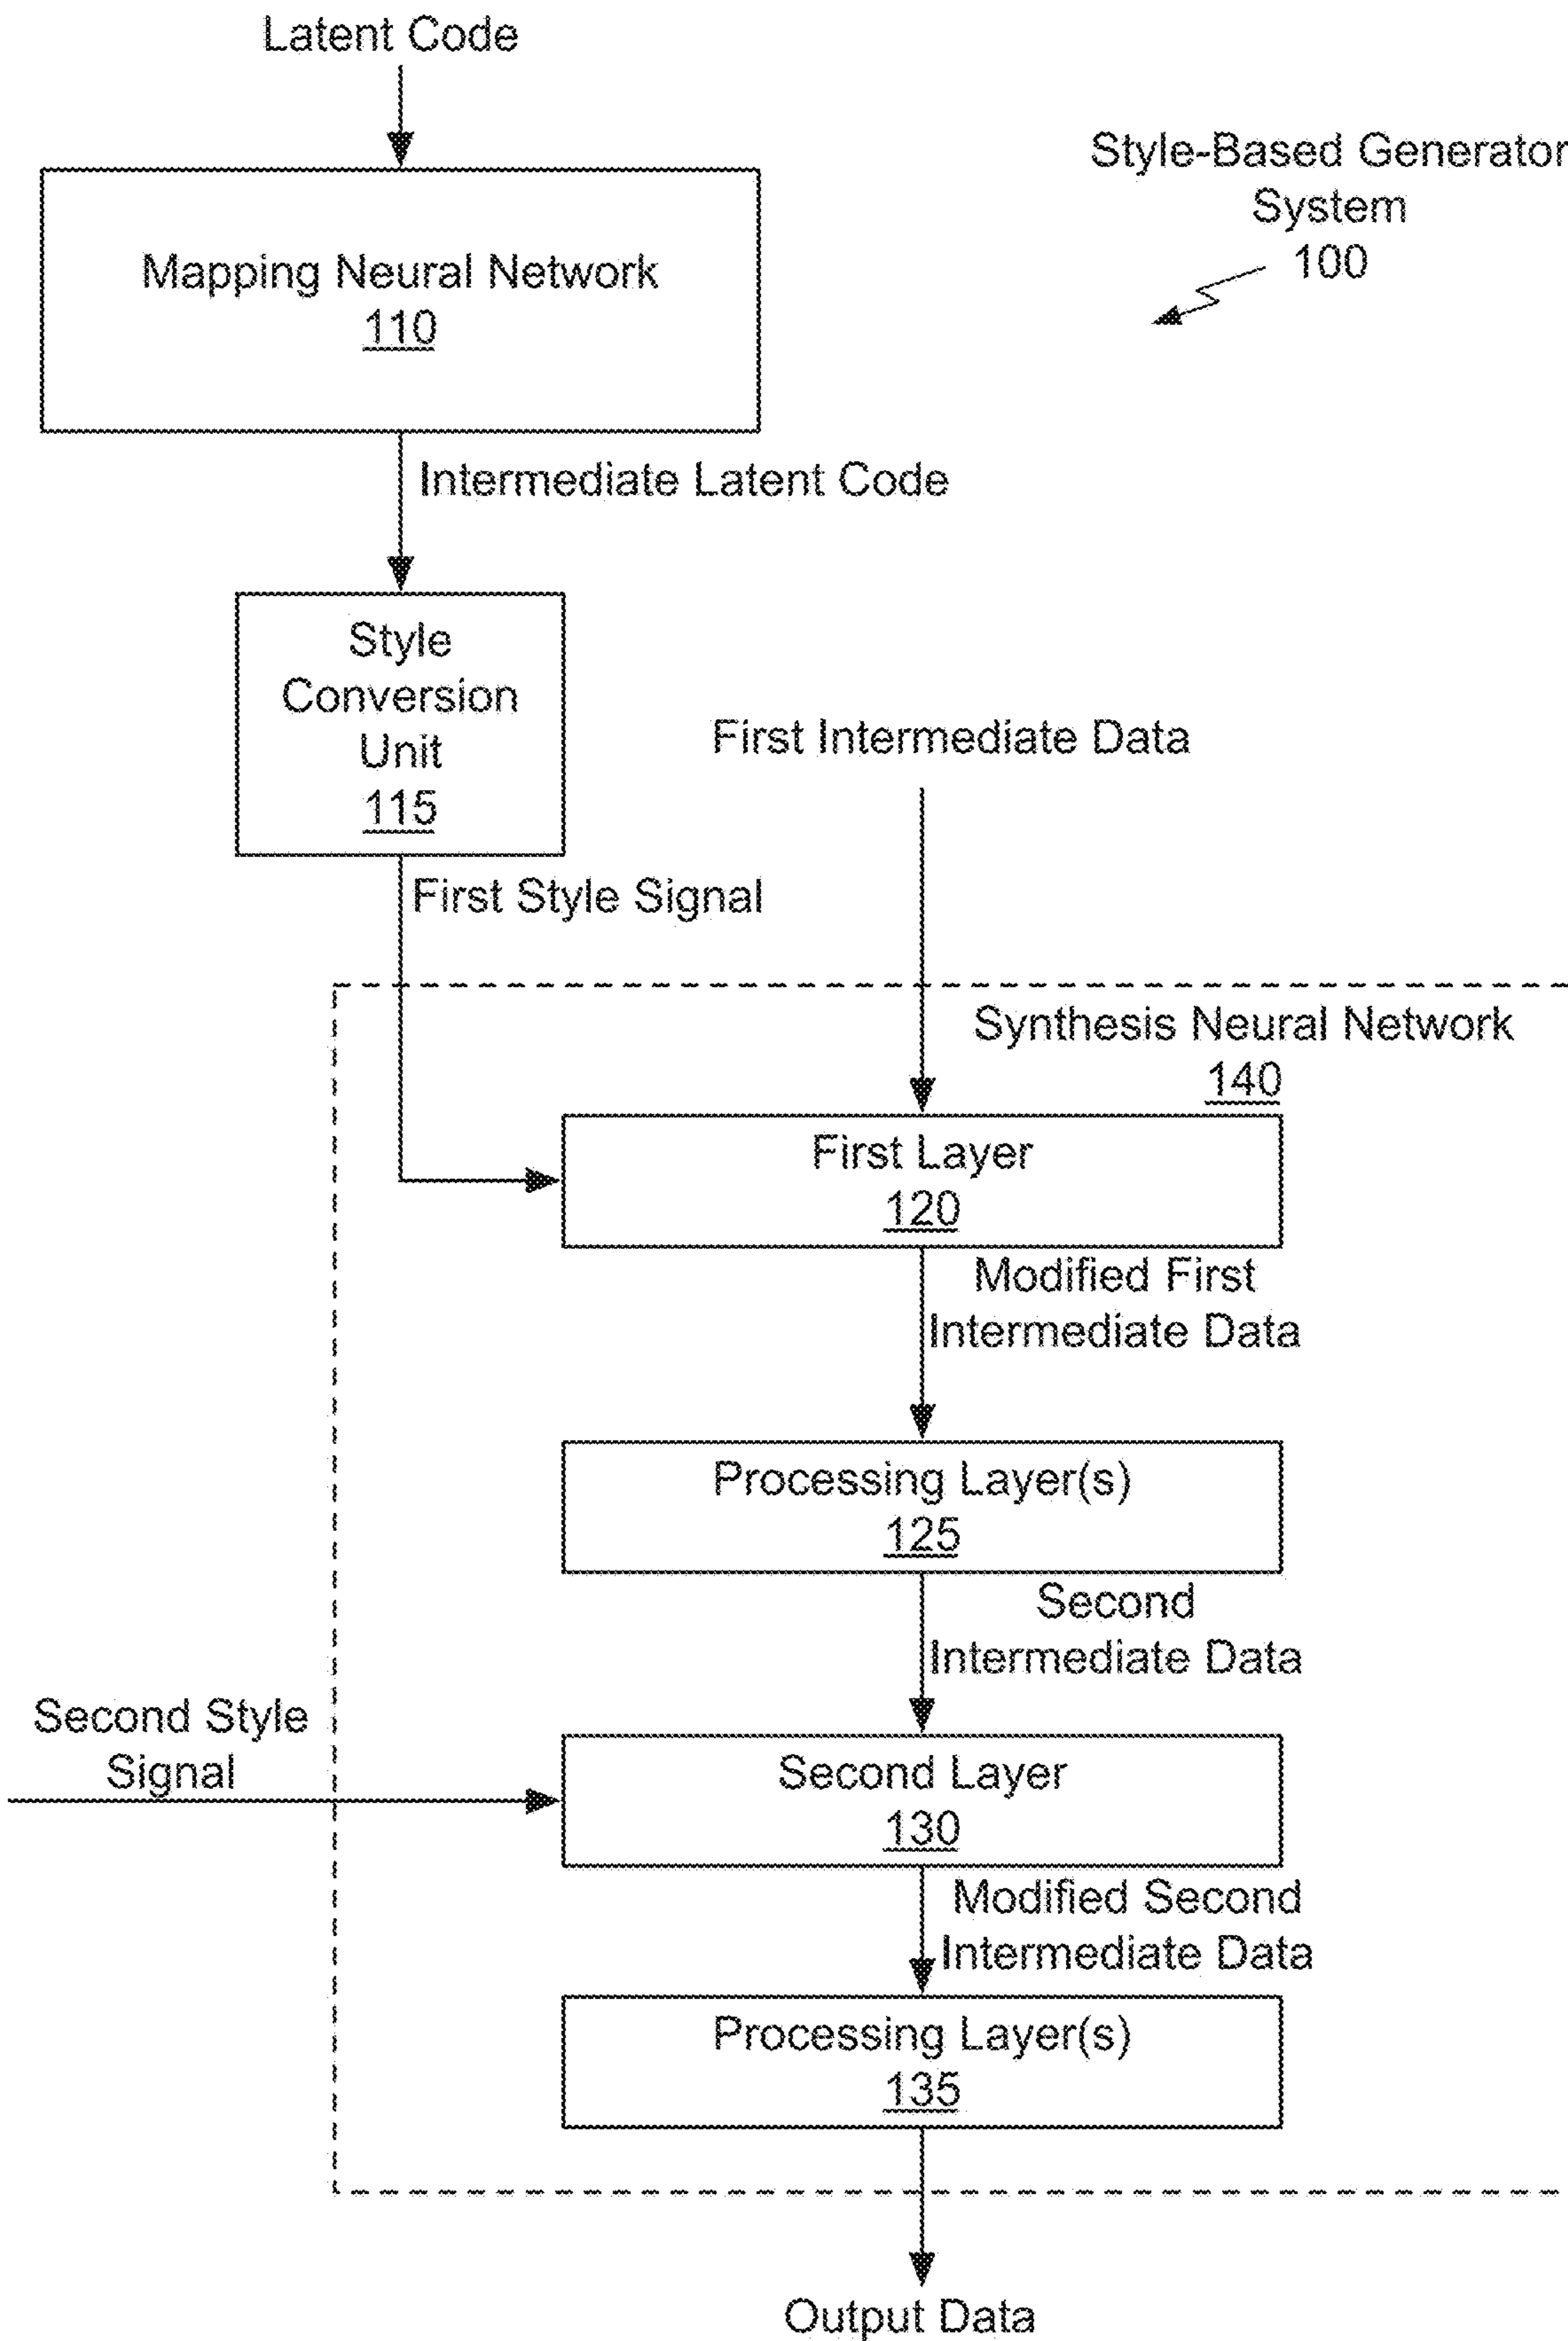 Latent Code
Style-Based Generator
System
100
Mapping Neural Network
110
Intermediate Latent Code
Style
Conversion
Unit
115
First Intermediate Data
First Style Signal
Synthesis Neural Network
140
First Layer
120
Modified First
Intermediate Data
Processing Layer(s)
125
Second
Intermediate Data
Second Style
Signal
Second Layer
130
Modified Second
Intermediate Data
Processing Layer(s)
135
Output Data